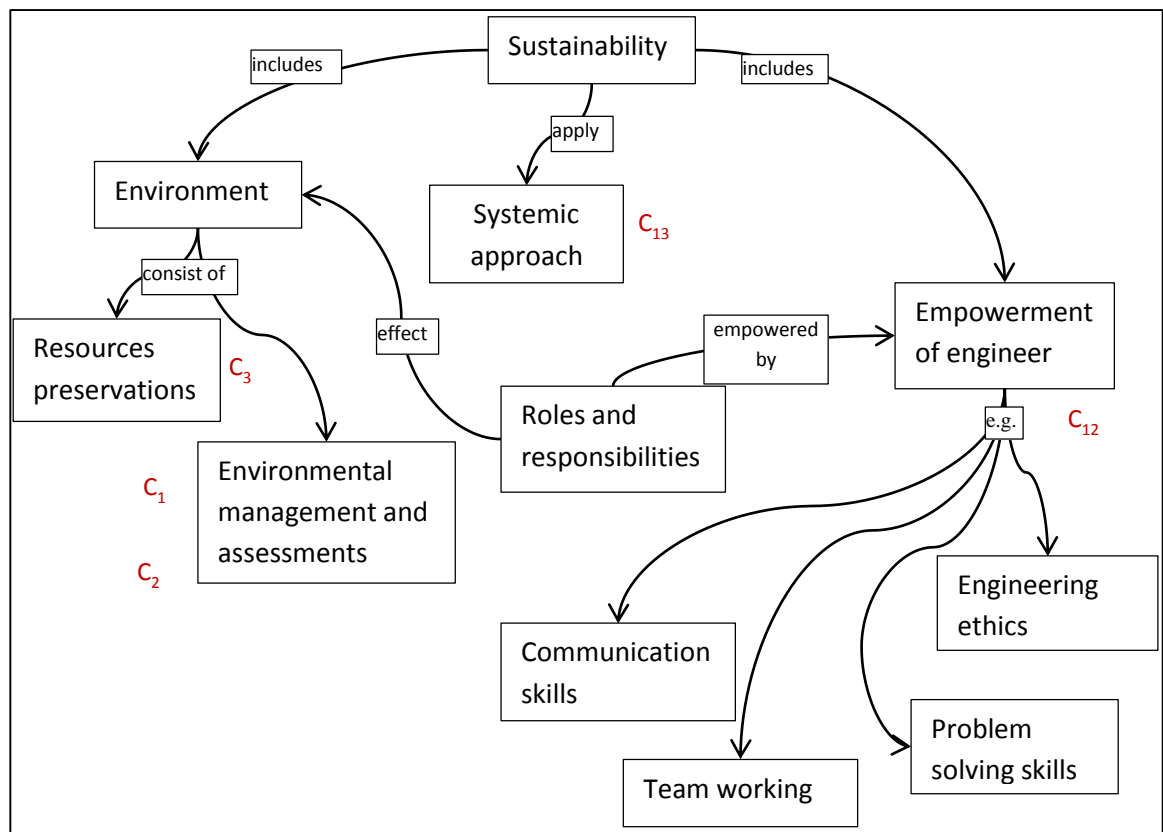 Sustainability
includes
includes
apply
Environment
Systemic
approach
C₁₃
consist of
Resources
preservations
C₃
effect
empowered
by
Empowerment
of engineer
Roles and
responsibilities
e.g.
C₁₂
Environmental
management and
assessments
C₁
C₂
Engineering
ethics
Communication
skills
Problem
solving skills
Team working